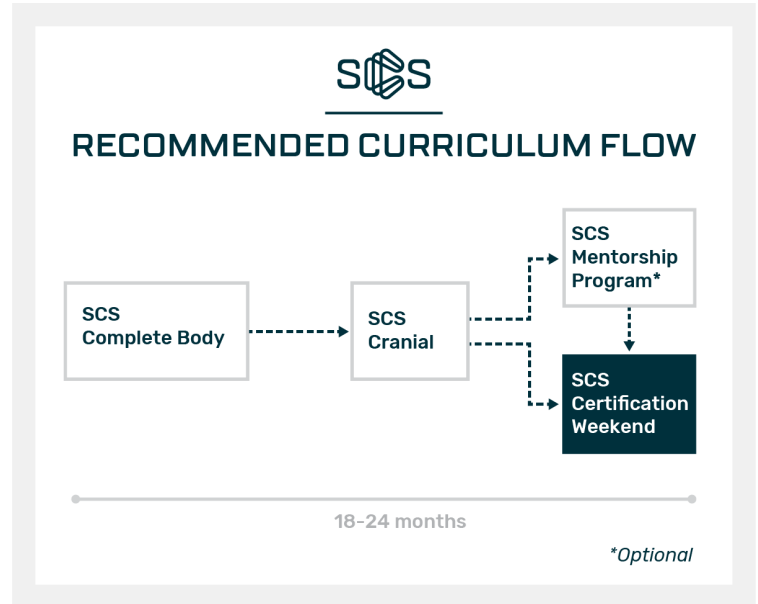 SCS
RECOMMENDED CURRICULUM FLOW
SCS
Complete Body
SCS
Cranial
SCS
Mentorship
Program*
SCS
Certification
Weekend
18-24 months
*Optional